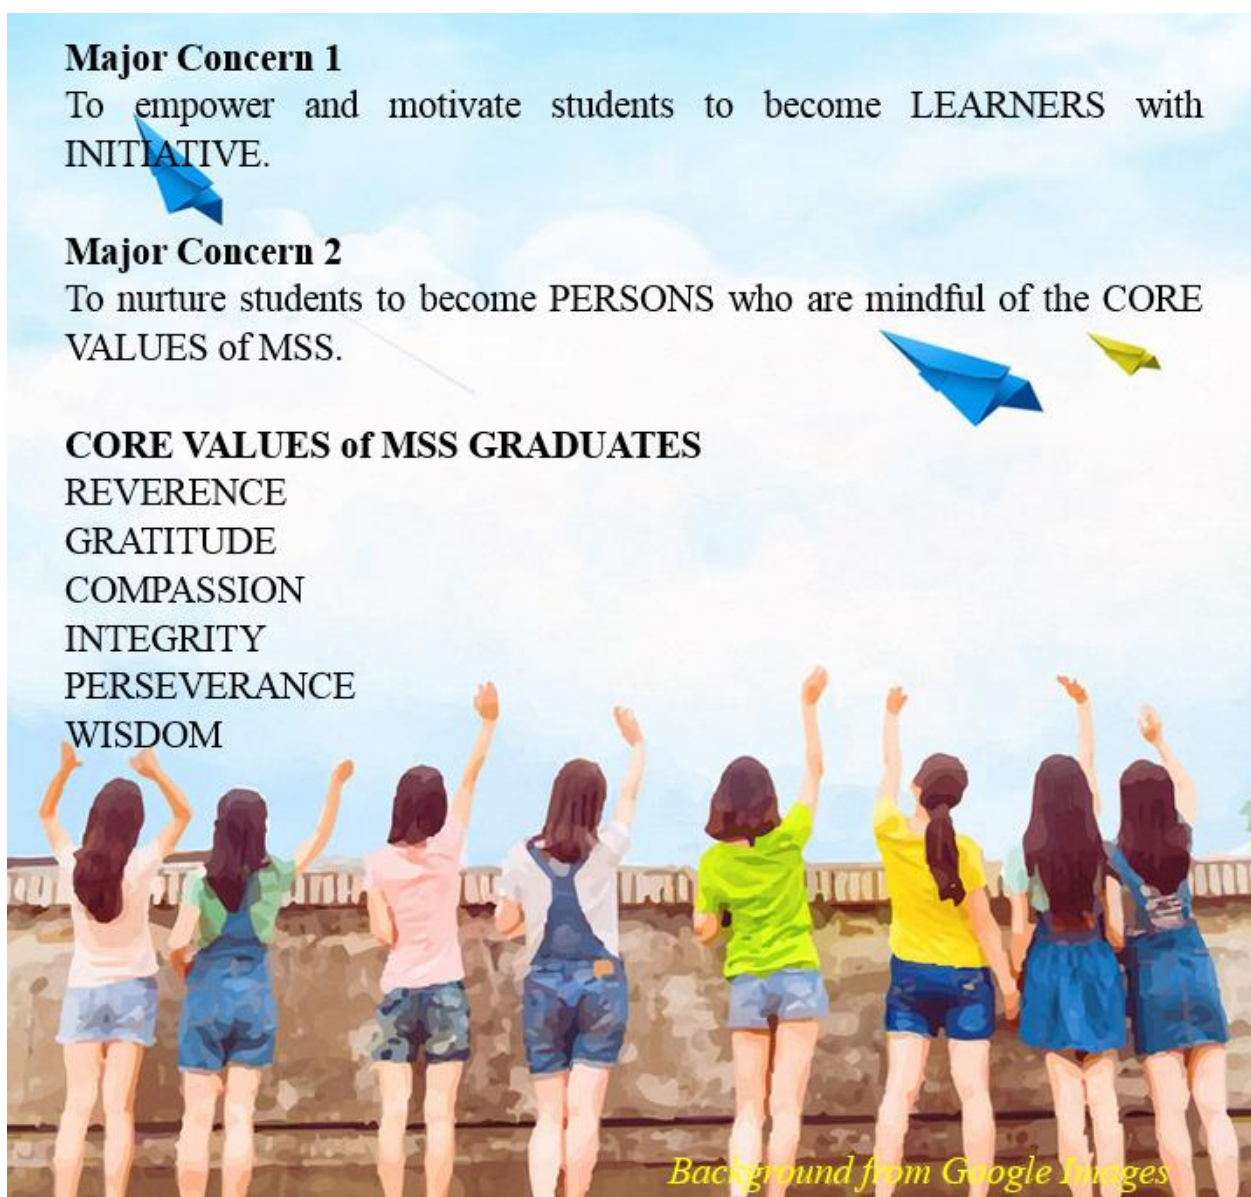 Major Concern 1
To empower and motivate students to become LEARNERS with
INITIATIVE.
Major Concern 2
To nurture students to become PERSONS who are mindful of the CORE
VALUES of MSS.
CORE VALUES of MSS GRADUATES
REVERENCE
GRATITUDE
COMPASSION
INTEGRITY
PERSEVERANCE
WISDOM
Background from Google Images